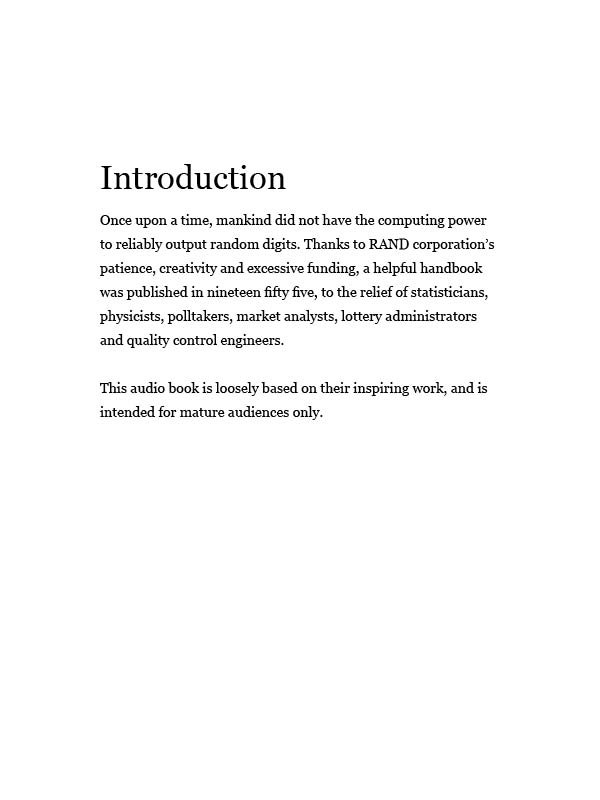 Introduction
Once upon a time, mankind did not have the computing power
to reliably output random digits. Thanks to RAND corporation’s
patience, creativity and excessive funding, a helpful handbook
was published in nineteen fifty five, to the relief of statisticians,
physicists, polltakers, market analysts, lottery administrators
and quality control engineers.
This audio book is loosely based on their inspiring work, and is
intended for mature audiences only.